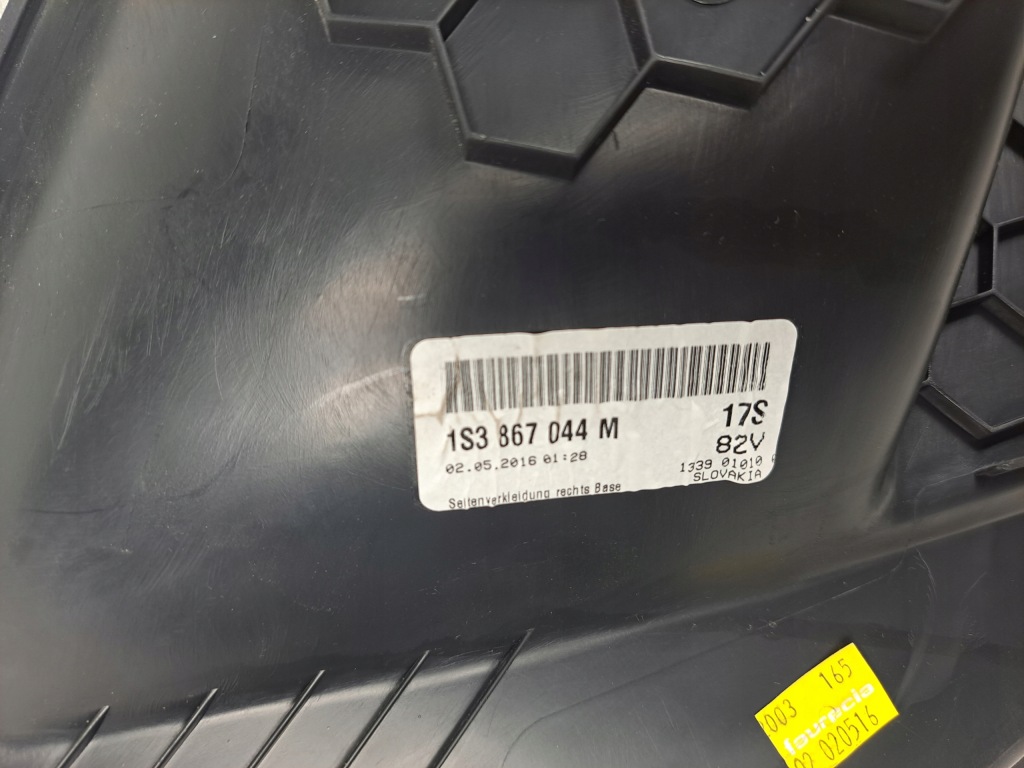 1S3 867 044 M
17S
82V
02.05.2016 01:28
1339 01010
SLOVAKIA
Seitenverkleidung rechts Base
003 165
faurecia
02 020516